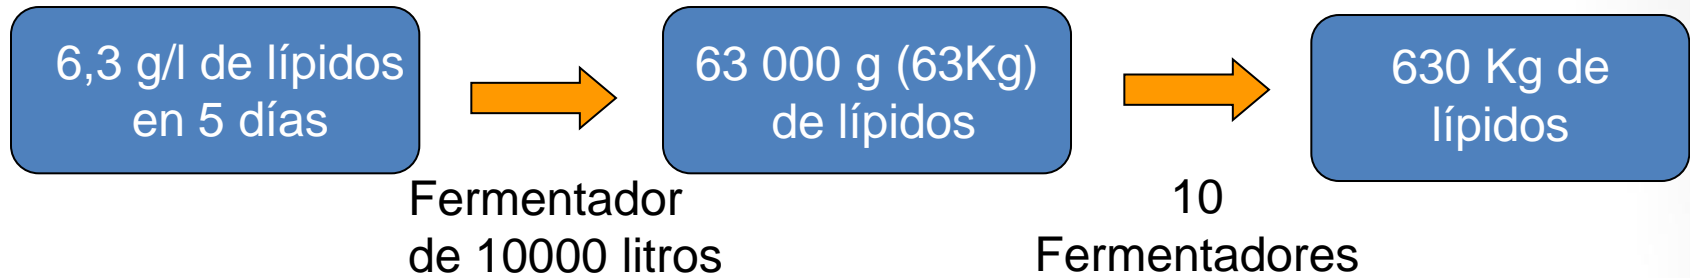 6,3 g/l de lípidos
en 5 días
Fermentador
de 10000 litros
63 000 g (63Kg)
de lípidos
10
Fermentadores
630 Kg de
lípidos